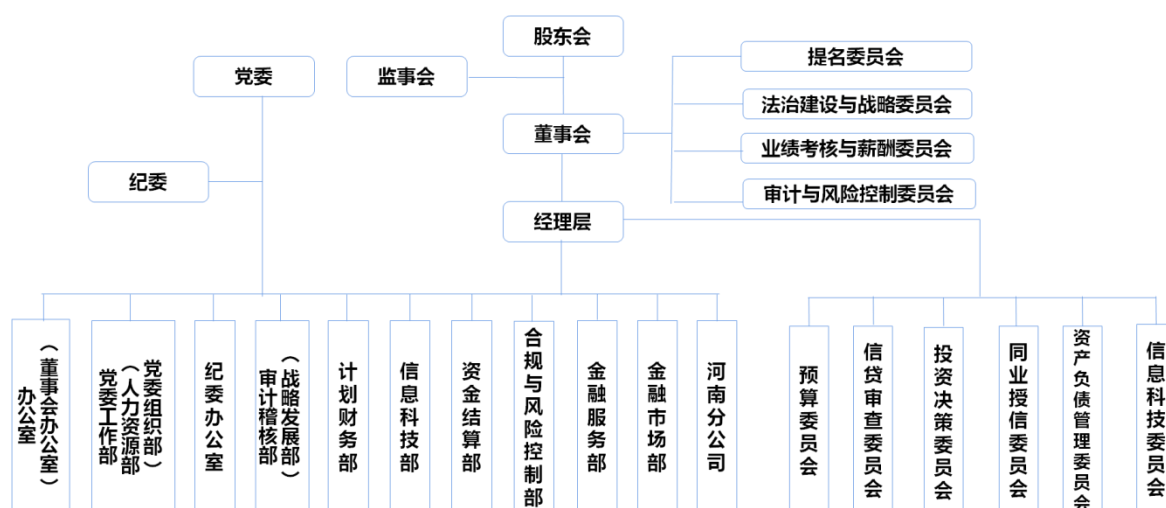 股东会
党委
监事会
提名委员会
法治建设与战略委员会
董事会
业绩考核与薪酬委员会
纪委
审计与风险控制委员会
经理层
办公室
（董事会办公室）
党委工作部
（人力资源部
党委组织部）
纪委办公室
审计稽核部
（战略发展部）
计划财务部
信息科技部
资金结算部
合规与风险控制部
金融服务部
金融市场部
河南分公司
预算委员会
信贷审查委员会
投资决策委员会
同业授信委员会
资产负债管理委员会
信息科技委员会